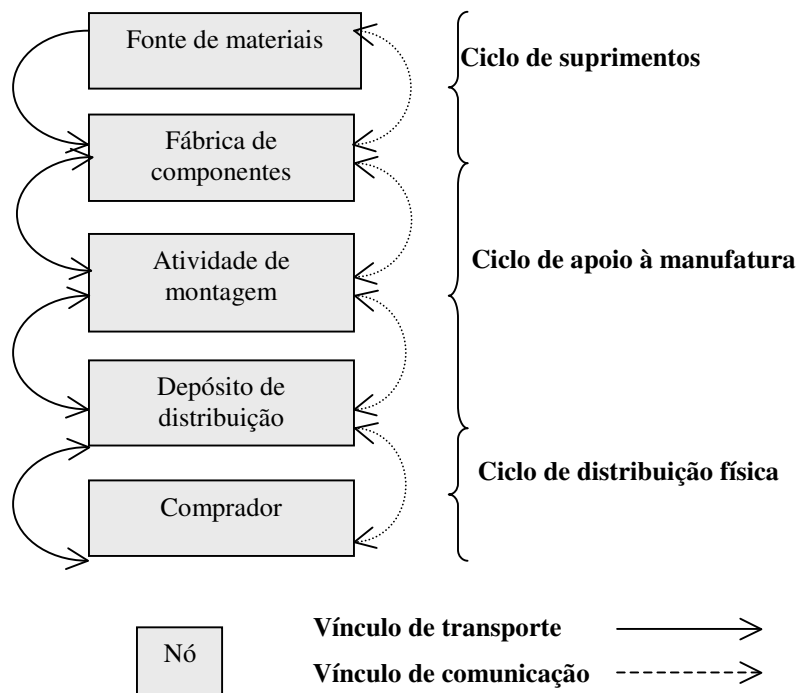 Fonte de materiais
Ciclo de suprimentos
Fábrica de
componentes
Atividade de
montagem
Ciclo de apoio à manufatura
Depósito de
distribuição
Ciclo de distribuição física
Comprador
Nó
Vínculo de transporte
Vínculo de comunicação